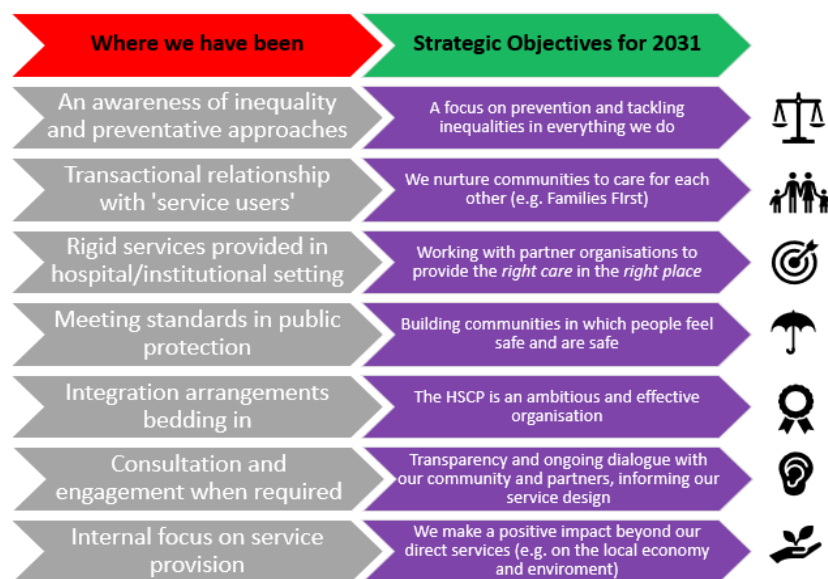 Where we have been
Strategic Objectives for 2031
An awareness of inequality
and preventative approaches
A focus on prevention and tackling
inequalities in everything we do
Transactional relationship
with 'service users'
We nurture communities to care for each
other (e.g. Families FIrst)
Rigid services provided in
hospital/institutional setting
Working with partner organisations to
provide the right care in the right place
Meeting standards in public
protection
Building communities in which people feel
safe and are safe
Integration arrangements
bedding in
The HSCP is an ambitious and effective
organisation
Consultation and
engagement when required
Transparency and ongoing dialogue with
our community and partners, informing our
service design
Internal focus on service
provision
We make a positive impact beyond our
direct services (e.g. on the local economy
and enviroment)